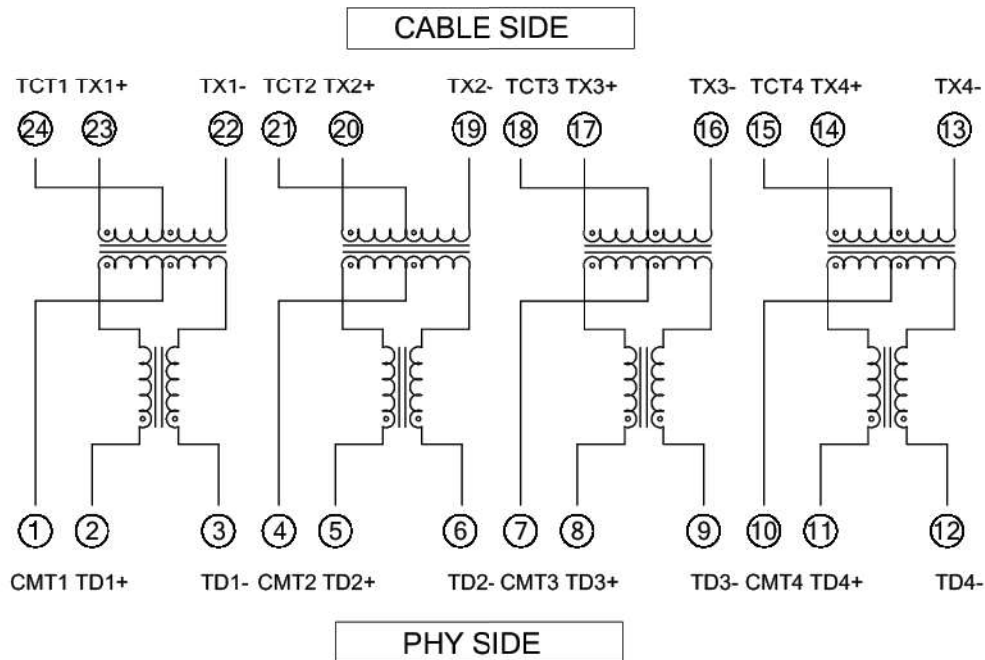 CABLE SIDE
TCT1 TX1+ TX1- TCT2 TX2+ TX2- TCT3 TX3+ TX3- TCT4 TX4+ TX4-
24 23 22 21 20 19 18 17 16 15 14 13
1 2 3 4 5 6 7 8 9 10 11 12
CMT1 TD1+ TD1- CMT2 TD2+ TD2- CMT3 TD3+ TD3- CMT4 TD4+ TD4-
PHY SIDE